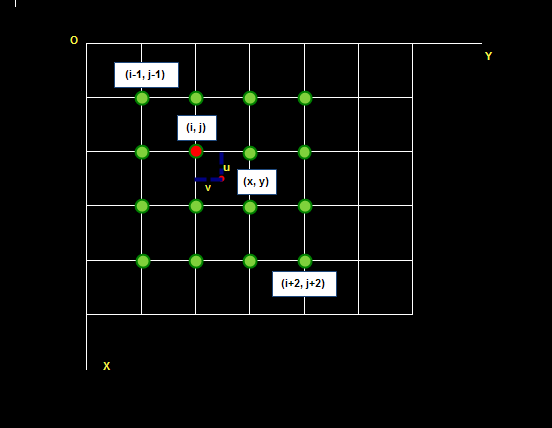 O
Y
(i-1, j-1)
(i, j)
u
(x, y)
v
(i+2, j+2)
X